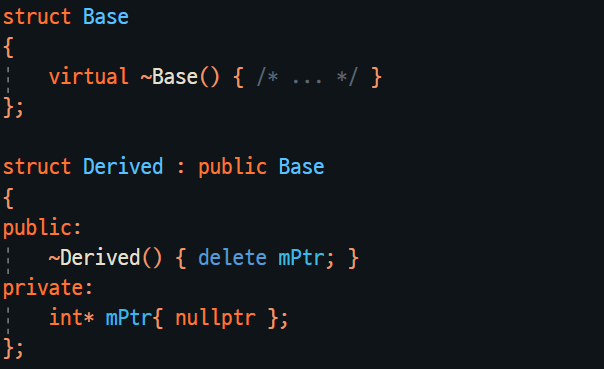 struct Base
{
    virtual ~Base() { /* ... */ }
};

struct Derived : public Base
{
public:
    ~Derived() { delete mPtr; }
private:
    int* mPtr{ nullptr };
};